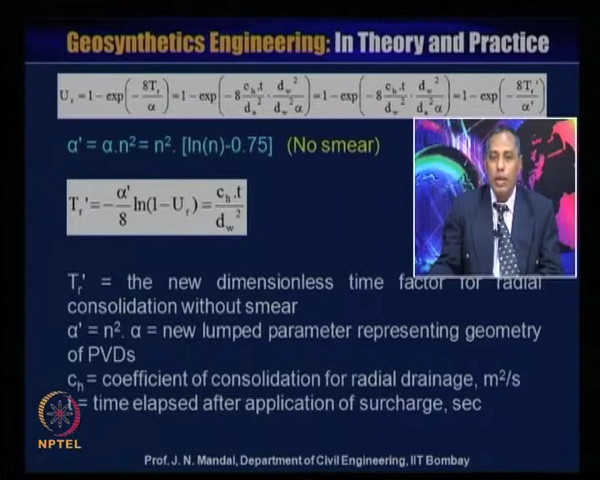 Geosynthetics Engineering: In Theory and Practice
U_r = 1 − exp(−8T_r/α) = 1 − exp(−8 (c_h.t/d_e²) · (d_w²/(d_w²α))) = 1 − exp(−8 (c_h.t/d_w²) · (d_w²/(d_e²α))) = 1 − exp(−8T_r'/α')
α' = α.n² = n². [ln(n)-0.75] (No smear)
T_r' = −(α'/8) ln(1−U_r) = c_h.t/d_w²
T_r' = the new dimensionless time factor for radial
consolidation without smear
α' = n². α = new lumped parameter representing geometry
of PVDs
c_h = coefficient of consolidation for radial drainage, m²/s
t = time elapsed after application of surcharge, sec
NPTEL
Prof. J. N. Mandal, Department of Civil Engineering, IIT Bombay